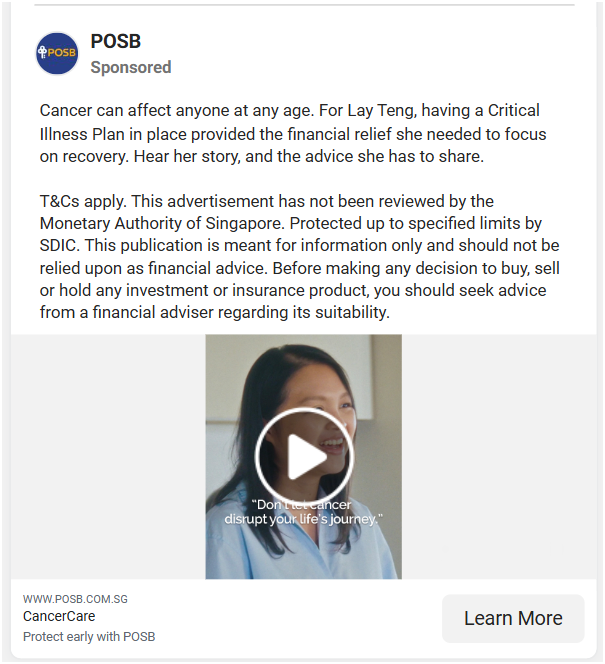 POSB
POSB
Sponsored
Cancer can affect anyone at any age. For Lay Teng, having a Critical
Illness Plan in place provided the financial relief she needed to focus
on recovery. Hear her story, and the advice she has to share.
T&Cs apply. This advertisement has not been reviewed by the
Monetary Authority of Singapore. Protected up to specified limits by
SDIC. This publication is meant for information only and should not be
relied upon as financial advice. Before making any decision to buy, sell
or hold any investment or insurance product, you should seek advice
from a financial adviser regarding its suitability.
“Don't let cancer
disrupt your life's journey.”
WWW.POSB.COM.SG
CancerCare
Protect early with POSB
Learn More